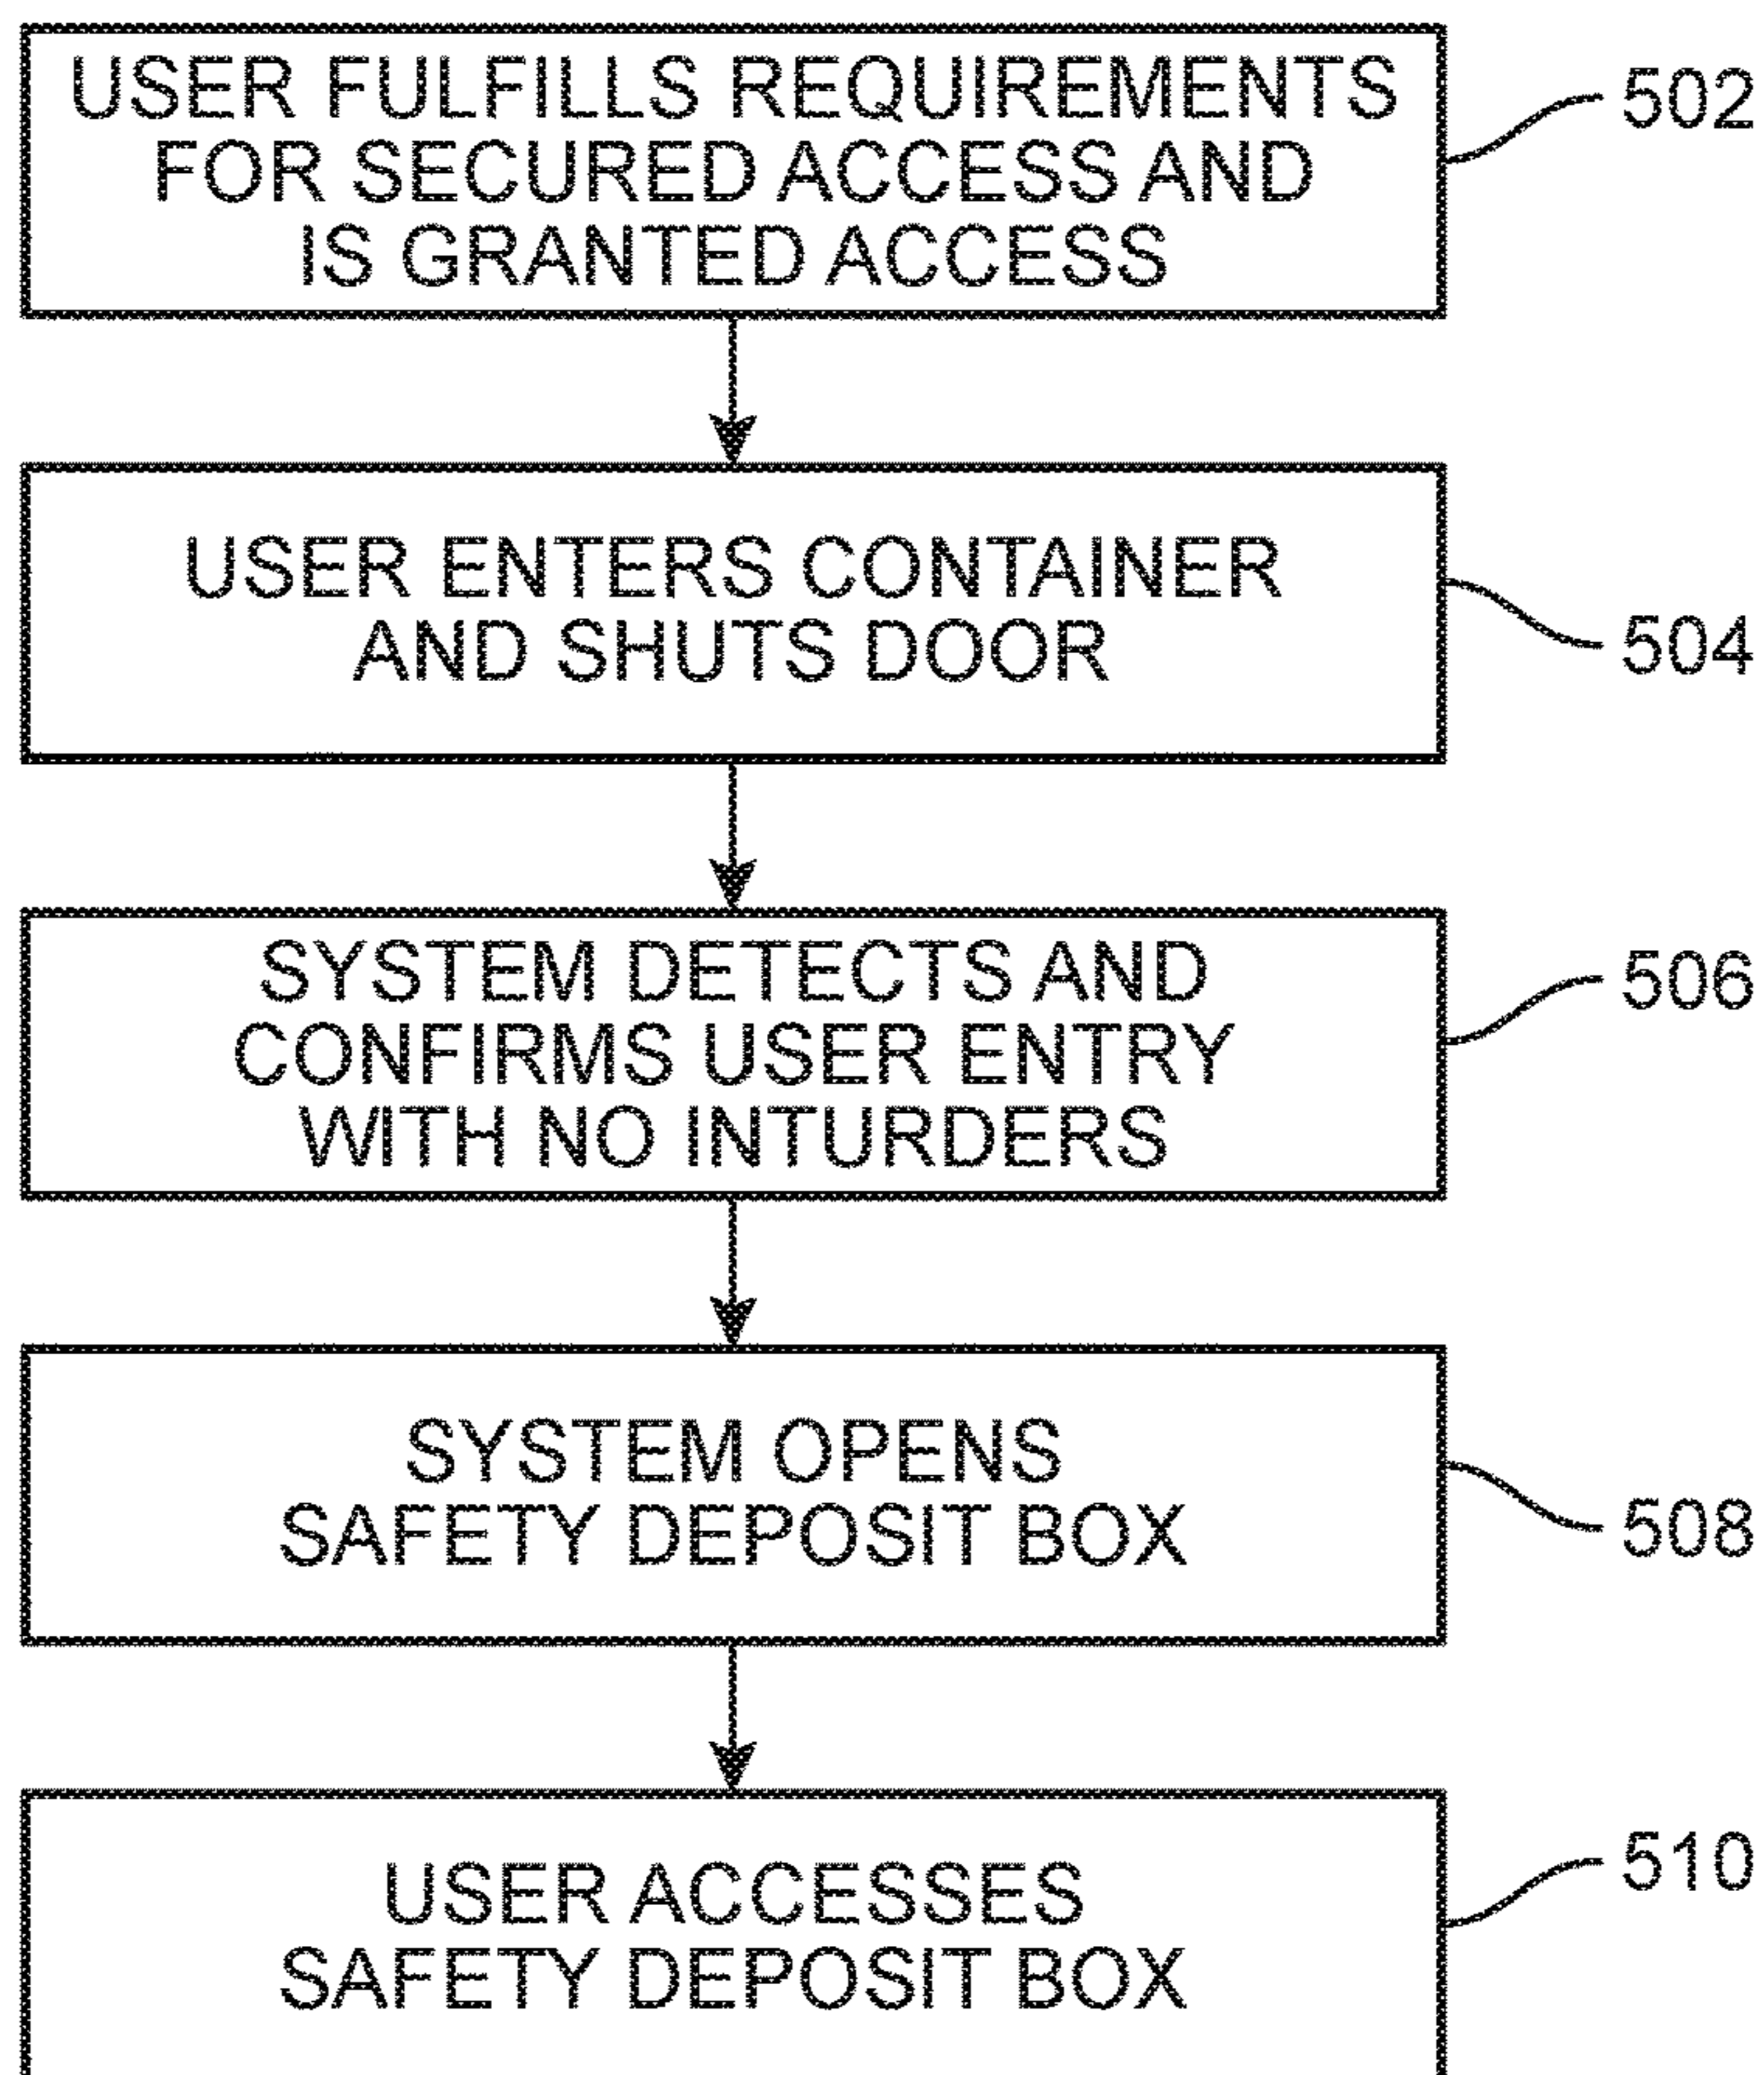 USER FULFILLS REQUIREMENTS
FOR SECURED ACCESS AND
IS GRANTED ACCESS
502
USER ENTERS CONTAINER
AND SHUTS DOOR
504
SYSTEM DETECTS AND
CONFIRMS USER ENTRY
WITH NO INTURDERS
506
SYSTEM OPENS
SAFETY DEPOSIT BOX
508
USER ACCESSES
SAFETY DEPOSIT BOX
510